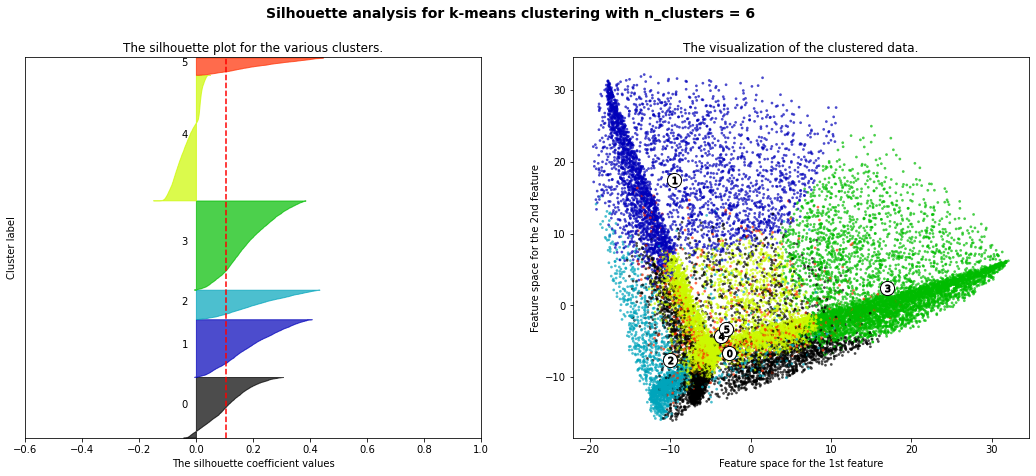 Silhouette analysis for k-means clustering with n_clusters = 6
The silhouette plot for the various clusters.
Cluster label
5
4
3
2
1
0
−0.6 −0.4 −0.2 0.0 0.2 0.4 0.6 0.8 1.0
The silhouette coefficient values
The visualization of the clustered data.
Feature space for the 2nd feature
30
20
10
0
−10
1
3
5
4
0
2
−20 −10 0 10 20 30
Feature space for the 1st feature